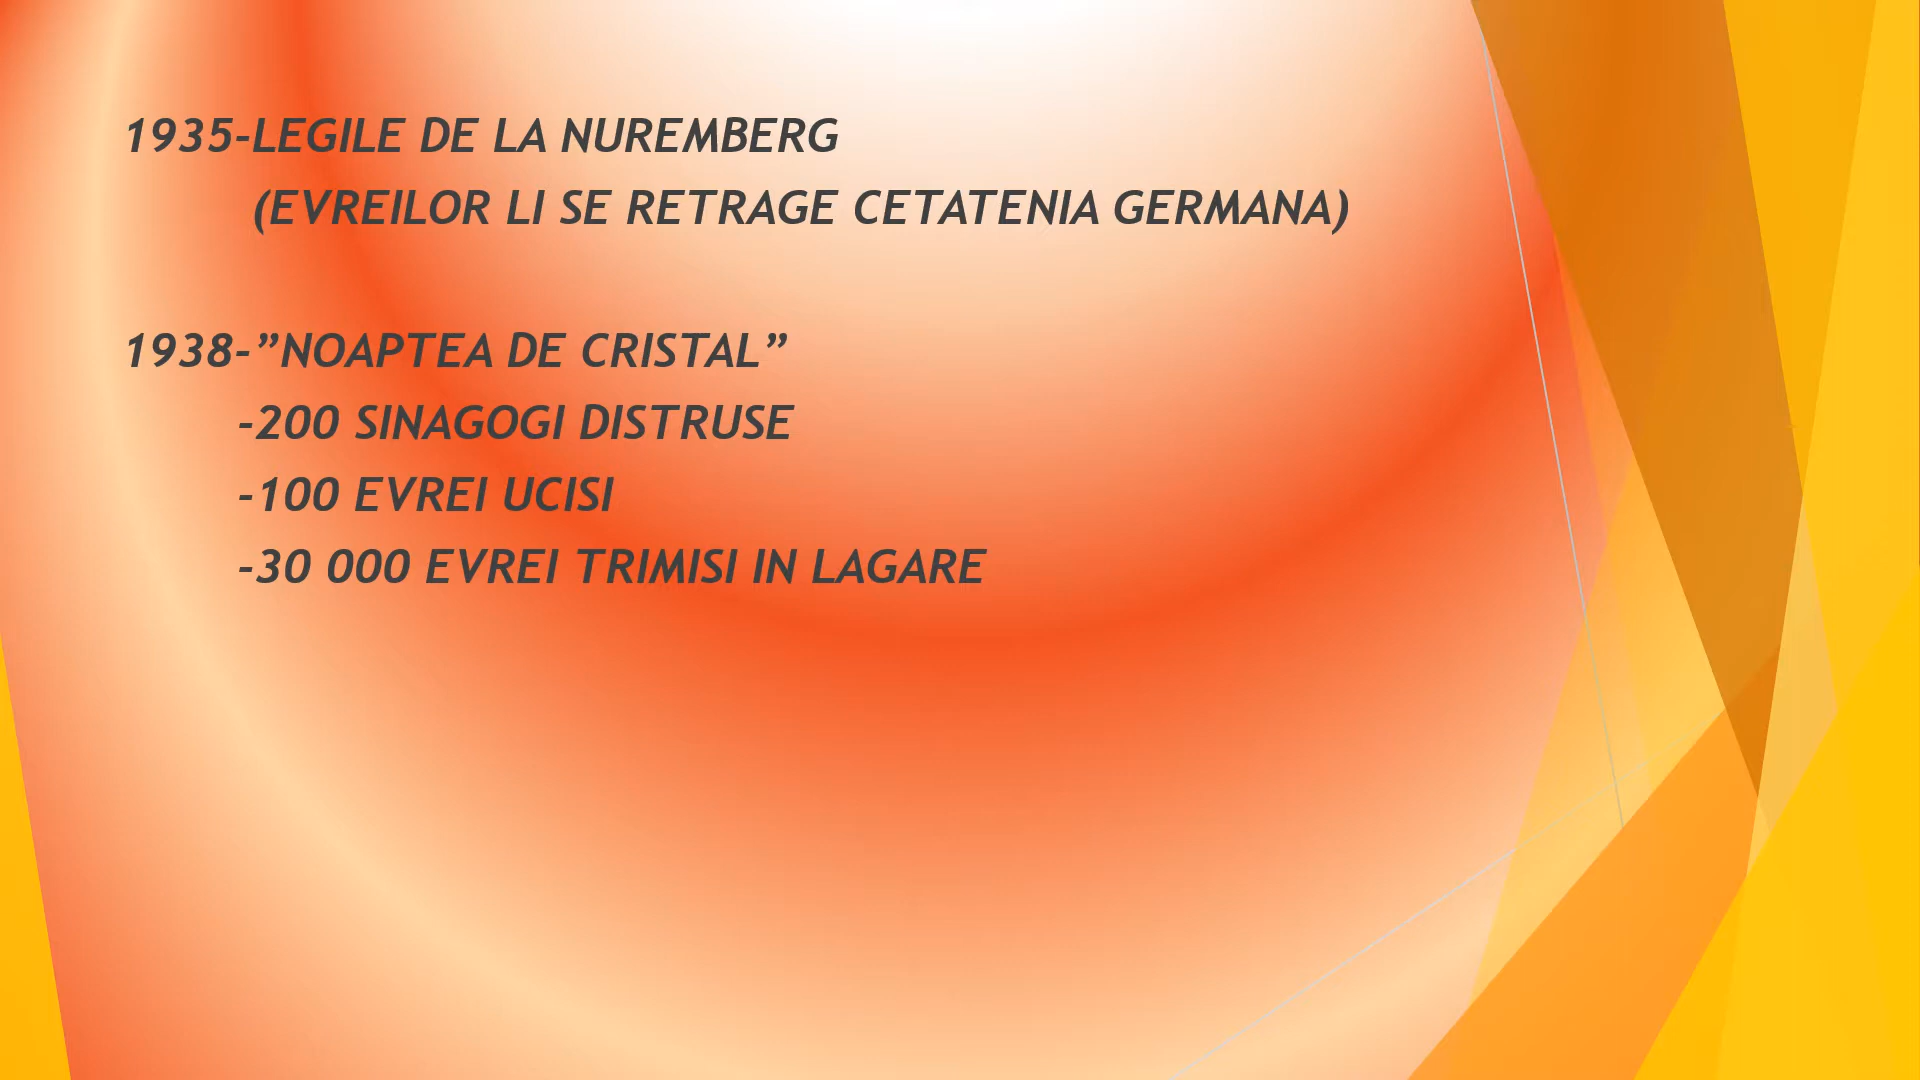 1935-LEGILE DE LA NUREMBERG
(EVREILOR LI SE RETRAGE CETATENIA GERMANA)
1938-”NOAPTEA DE CRISTAL”
-200 SINAGOGI DISTRUSE
-100 EVREI UCISI
-30 000 EVREI TRIMISI IN LAGARE